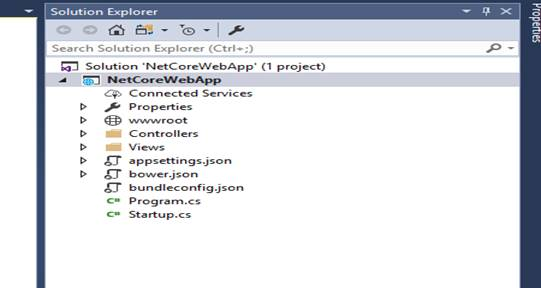 Solution Explorer
Search Solution Explorer (Ctrl+;)
Solution 'NetCoreWebApp' (1 project)
NetCoreWebApp
Connected Services
Properties
wwwroot
Controllers
Views
appsettings.json
bower.json
bundleconfig.json
C# Program.cs
C# Startup.cs
Properties